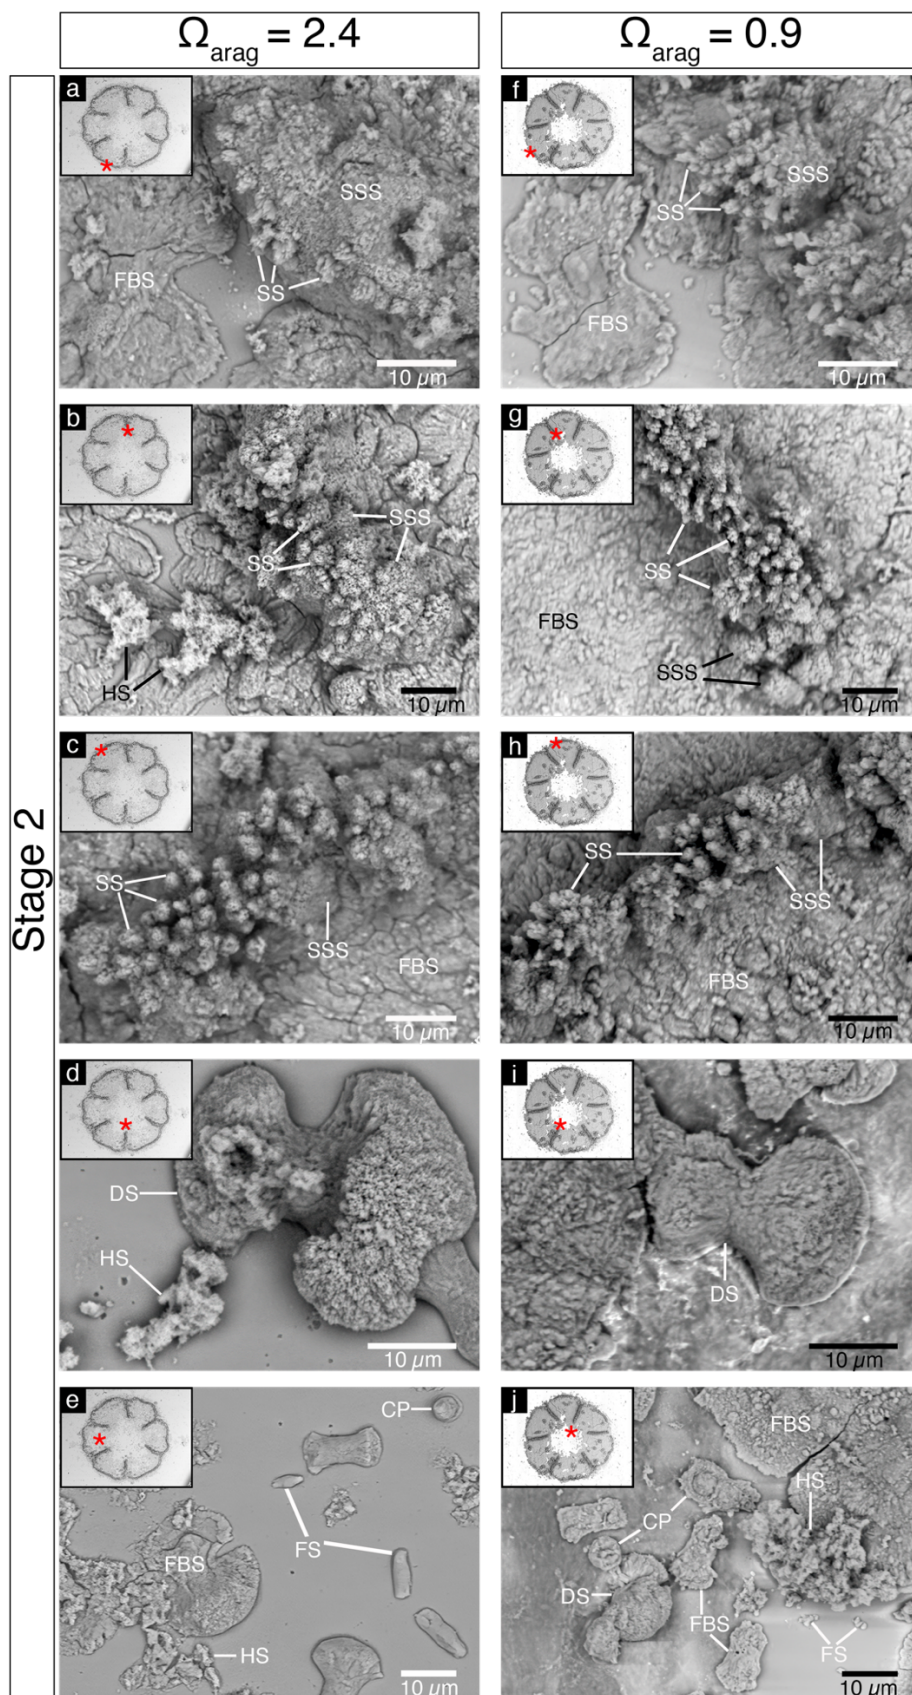 Ωarag = 2.4
Ωarag = 0.9
Stage 2
a
SSS
SS
FBS
10 µm
f
SSS
SS
FBS
10 µm
b
SSS
SS
HS
10 µm
g
SS
FBS
SSS
10 µm
c
SS
SSS
FBS
10 µm
h
SS
SSS
FBS
10 µm
d
DS
HS
10 µm
i
DS
10 µm
e
CP
FS
FBS
HS
10 µm
j
FBS
HS
CP
DS
FBS
FS
10 µm